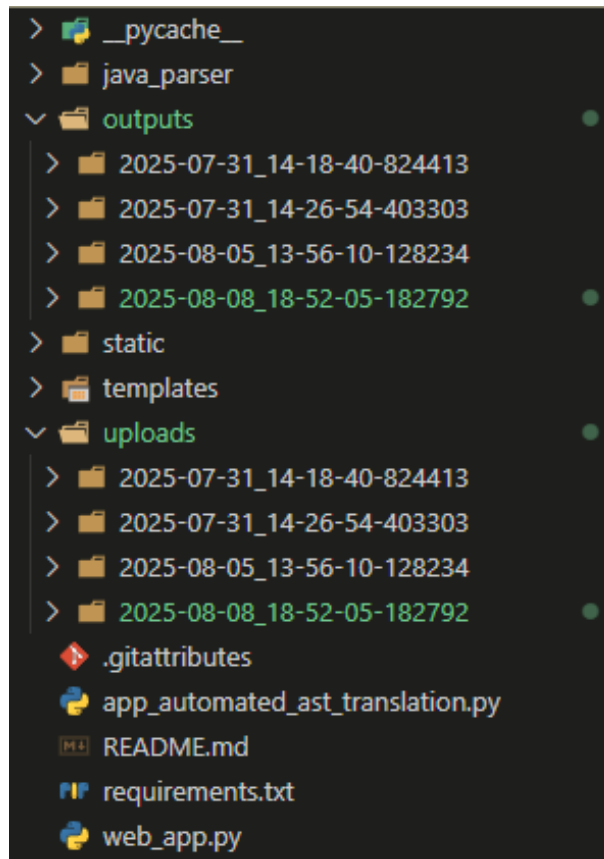 __pycache__
java_parser
outputs
2025-07-31_14-18-40-824413
2025-07-31_14-26-54-403303
2025-08-05_13-56-10-128234
2025-08-08_18-52-05-182792
static
templates
uploads
2025-07-31_14-18-40-824413
2025-07-31_14-26-54-403303
2025-08-05_13-56-10-128234
2025-08-08_18-52-05-182792
.gitattributes
app_automated_ast_translation.py
README.md
requirements.txt
web_app.py